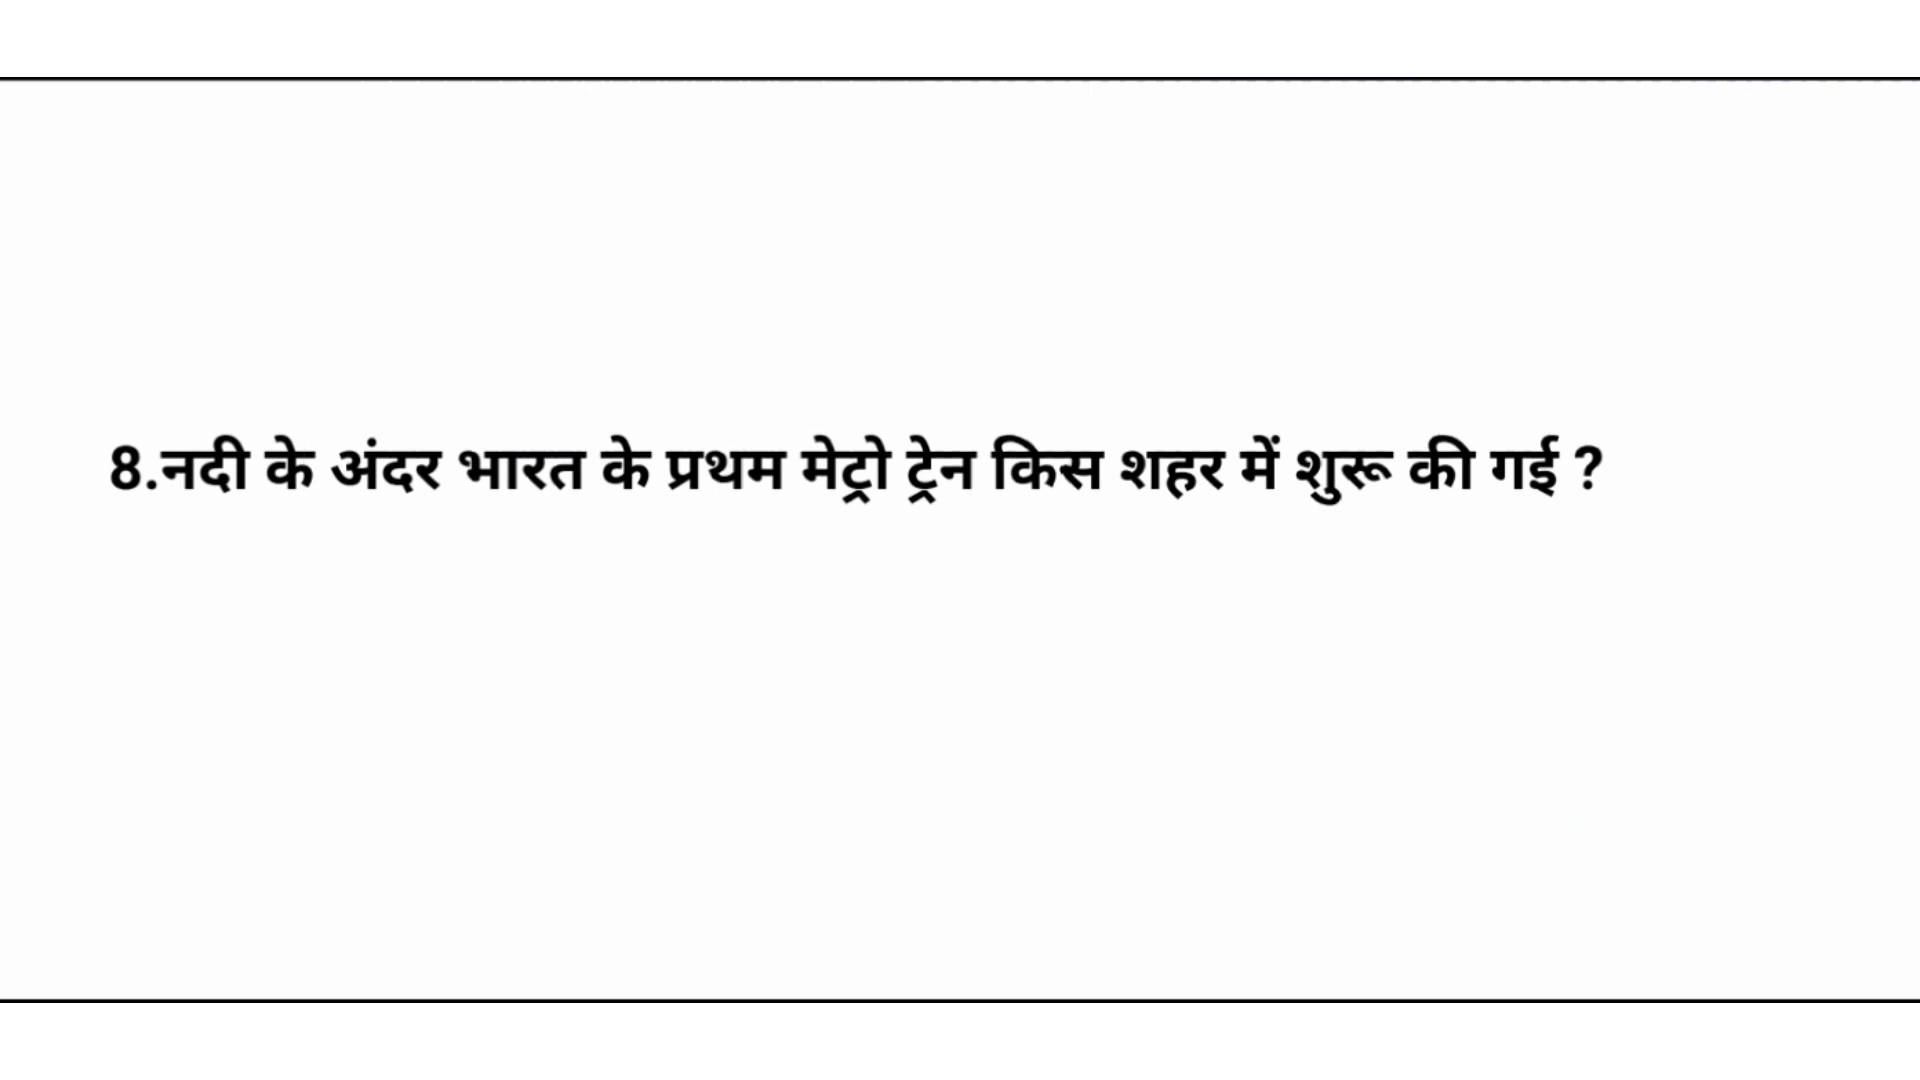 8.नदी के अंदर भारत के प्रथम मेट्रो ट्रेन किस शहर में शुरू की गई ?